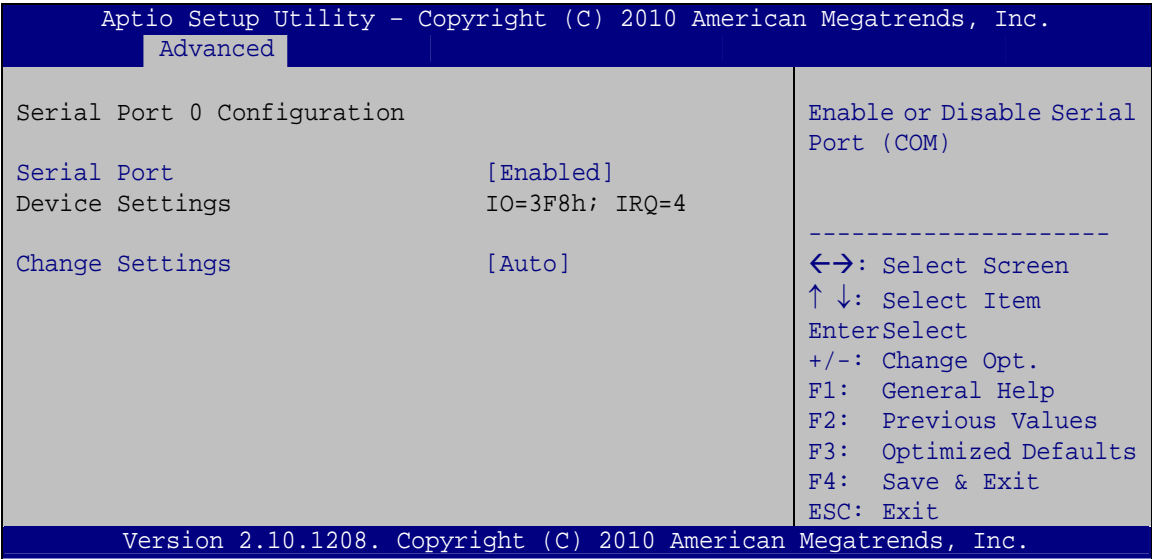 Aptio Setup Utility – Copyright (C) 2010 American Megatrends, Inc.
Advanced
Serial Port 0 Configuration
Serial Port [Enabled]
Device Settings IO=3F8h; IRQ=4
Change Settings [Auto]
Enable or Disable Serial
Port (COM)
---------------------
←→: Select Screen
↑ ↓: Select Item
EnterSelect
+/-: Change Opt.
F1: General Help
F2: Previous Values
F3: Optimized Defaults
F4: Save & Exit
ESC: Exit
Version 2.10.1208. Copyright (C) 2010 American Megatrends, Inc.